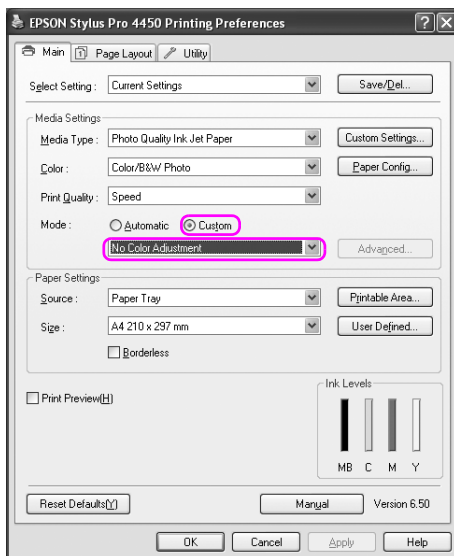 EPSON Stylus Pro 4450 Printing Preferences
Main Page Layout Utility
Select Setting : Current Settings Save/Del...
Media Settings
Media Type : Photo Quality Ink Jet Paper Custom Settings...
Color : Color/B&W Photo Paper Config...
Print Quality : Speed
Mode : Automatic Custom
No Color Adjustment Advanced...
Paper Settings
Source : Paper Tray Printable Area...
Size : A4 210 x 297 mm User Defined...
Borderless
Print Preview(H)
Ink Levels
MB C M Y
Reset Defaults(Y) Manual Version 6.50
OK Cancel Apply Help